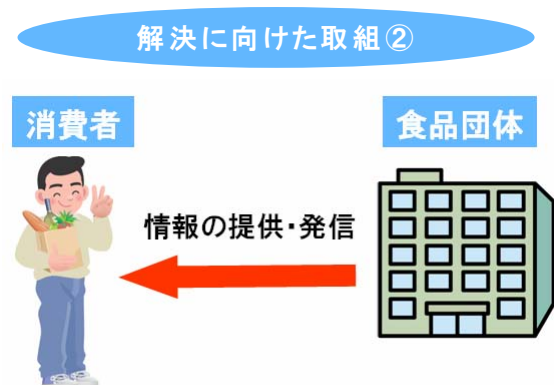 解決に向けた取組②
消費者
食品団体
情報の提供・発信